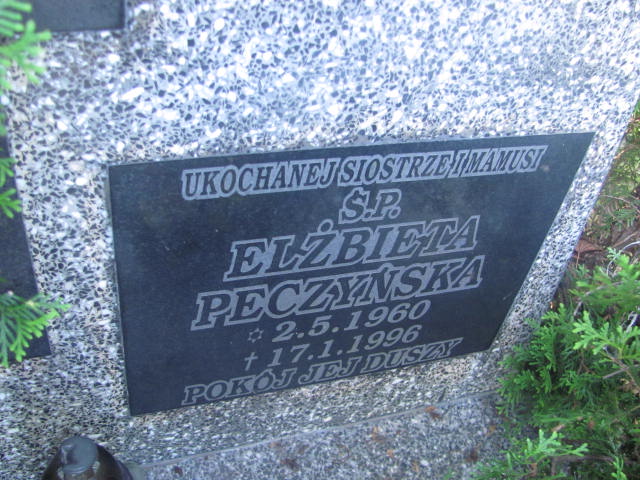 UKOCHANEJ SIOSTRZE I MAMUSI
Ś.P.
ELŻBIETA
PECZYŃSKA
✡ 2.5.1960
† 17.1.1996
POKÓJ JEJ DUSZY